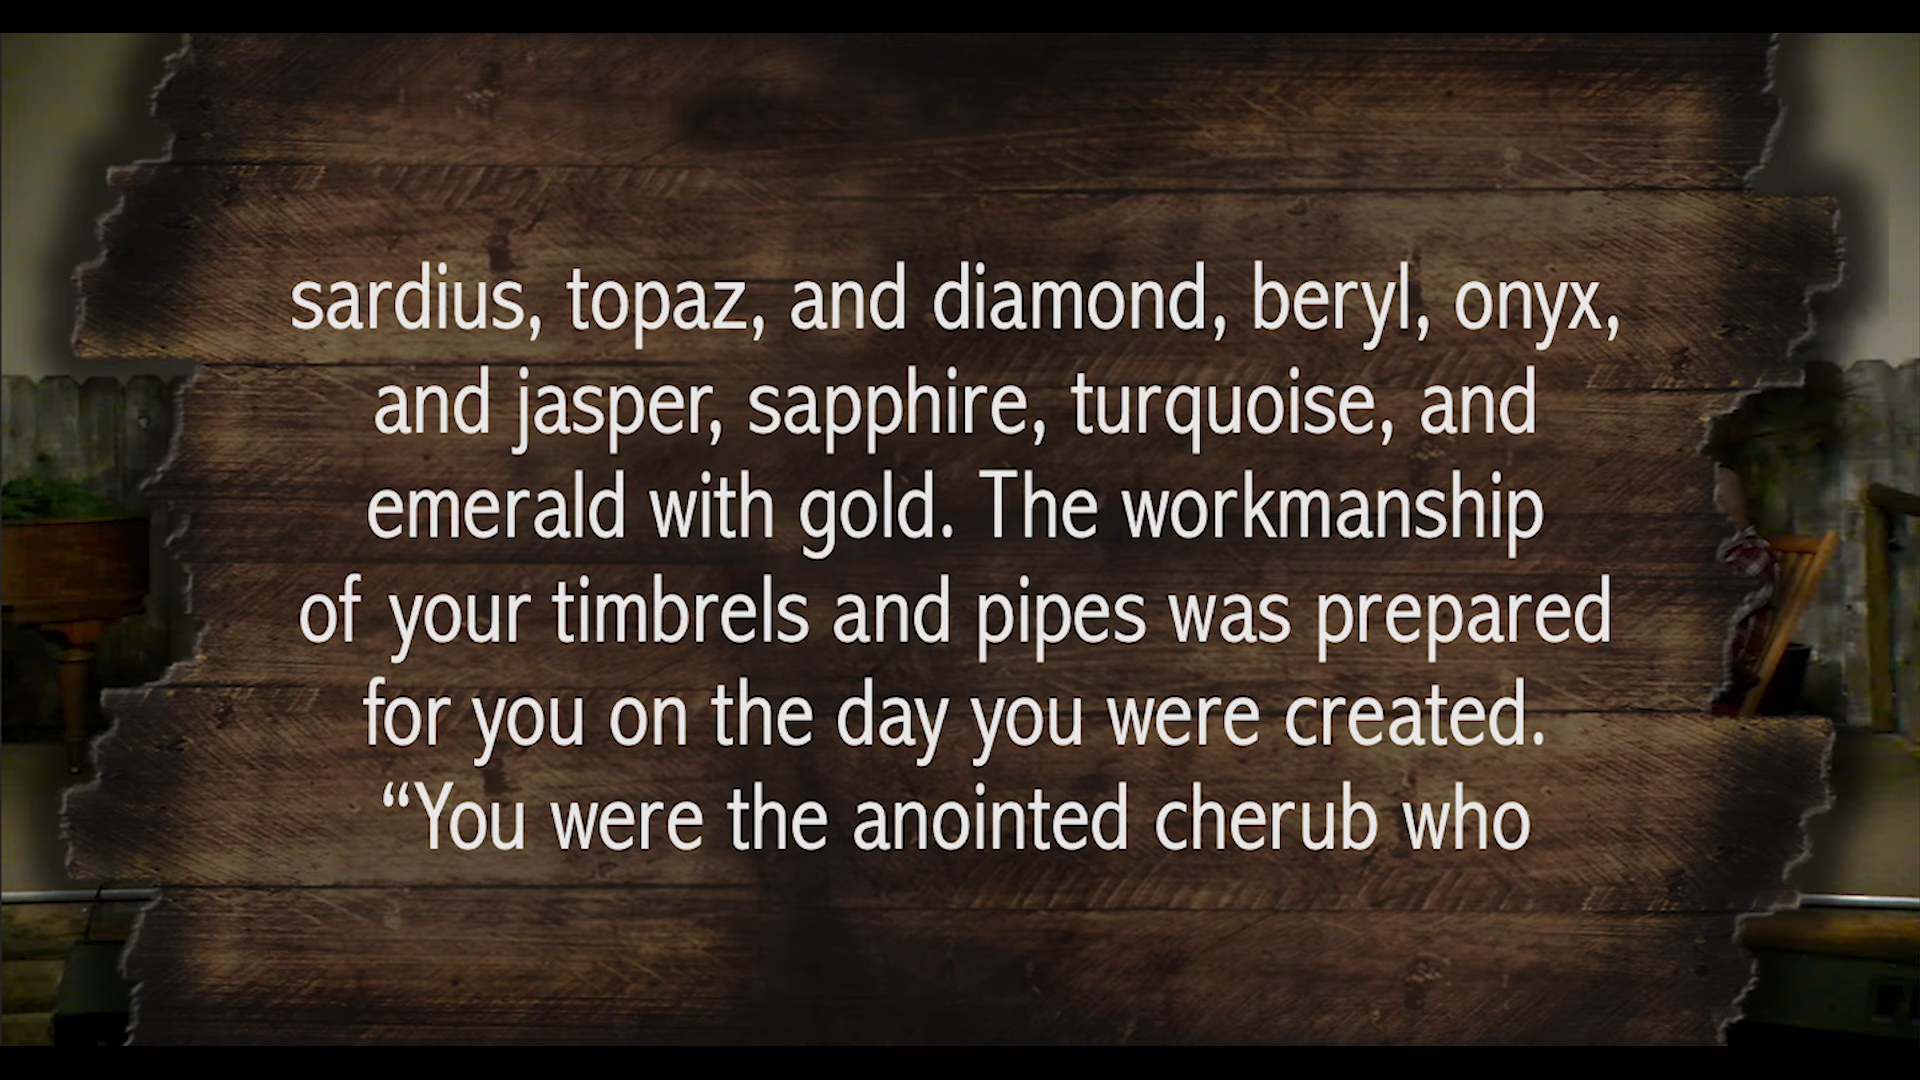 sardius, topaz, and diamond, beryl, onyx,
and jasper, sapphire, turquoise, and
emerald with gold. The workmanship
of your timbrels and pipes was prepared
for you on the day you were created.
“You were the anointed cherub who